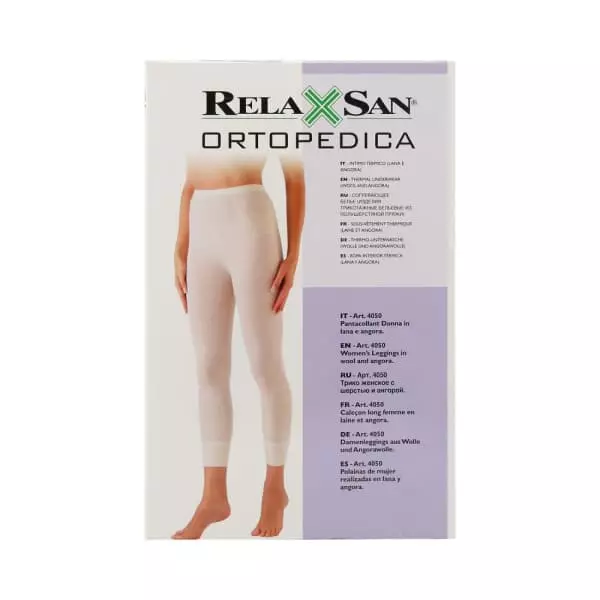 RELAXSAN®
ORTOPEDICA
IT - INTIMO TERMICO (LANA E
ANGORA)
EN - THERMAL UNDERWEAR
(WOOL AND ANGORA)
RU - СОГРЕВАЮЩЕЕ
БЕЛЬЕ (ИЗДЕЛИЯ
ТРИКОТАЖНЫЕ БЕЛЬЕВЫЕ ИЗ
ПОЛУШЕРСТЯНОЙ ПРЯЖИ)
FR - SOUS-VÊTEMENT THERMIQUE
(LAINE ET ANGORA)
DE - THERMO-UNTERWÄSCHE
(WOLLE UND ANGORAWOLLE)
ES - ROPA INTERIOR TÉRMICA
(LANA Y ANGORA)
IT - Art. 4050
Pantacollant Donna in
lana e angora.
EN - Art. 4050
Women's Leggings in
wool and angora.
RU - Арт. 4050
Трико женское с
шерстью и ангорой.
FR - Art. 4050
Caleçon long femme en
laine et angora.
DE - Art. 4050
Damenleggings aus Wolle
und Angorawolle.
ES - Art. 4050
Polainas de mujer
realizadas en lana y
angora.